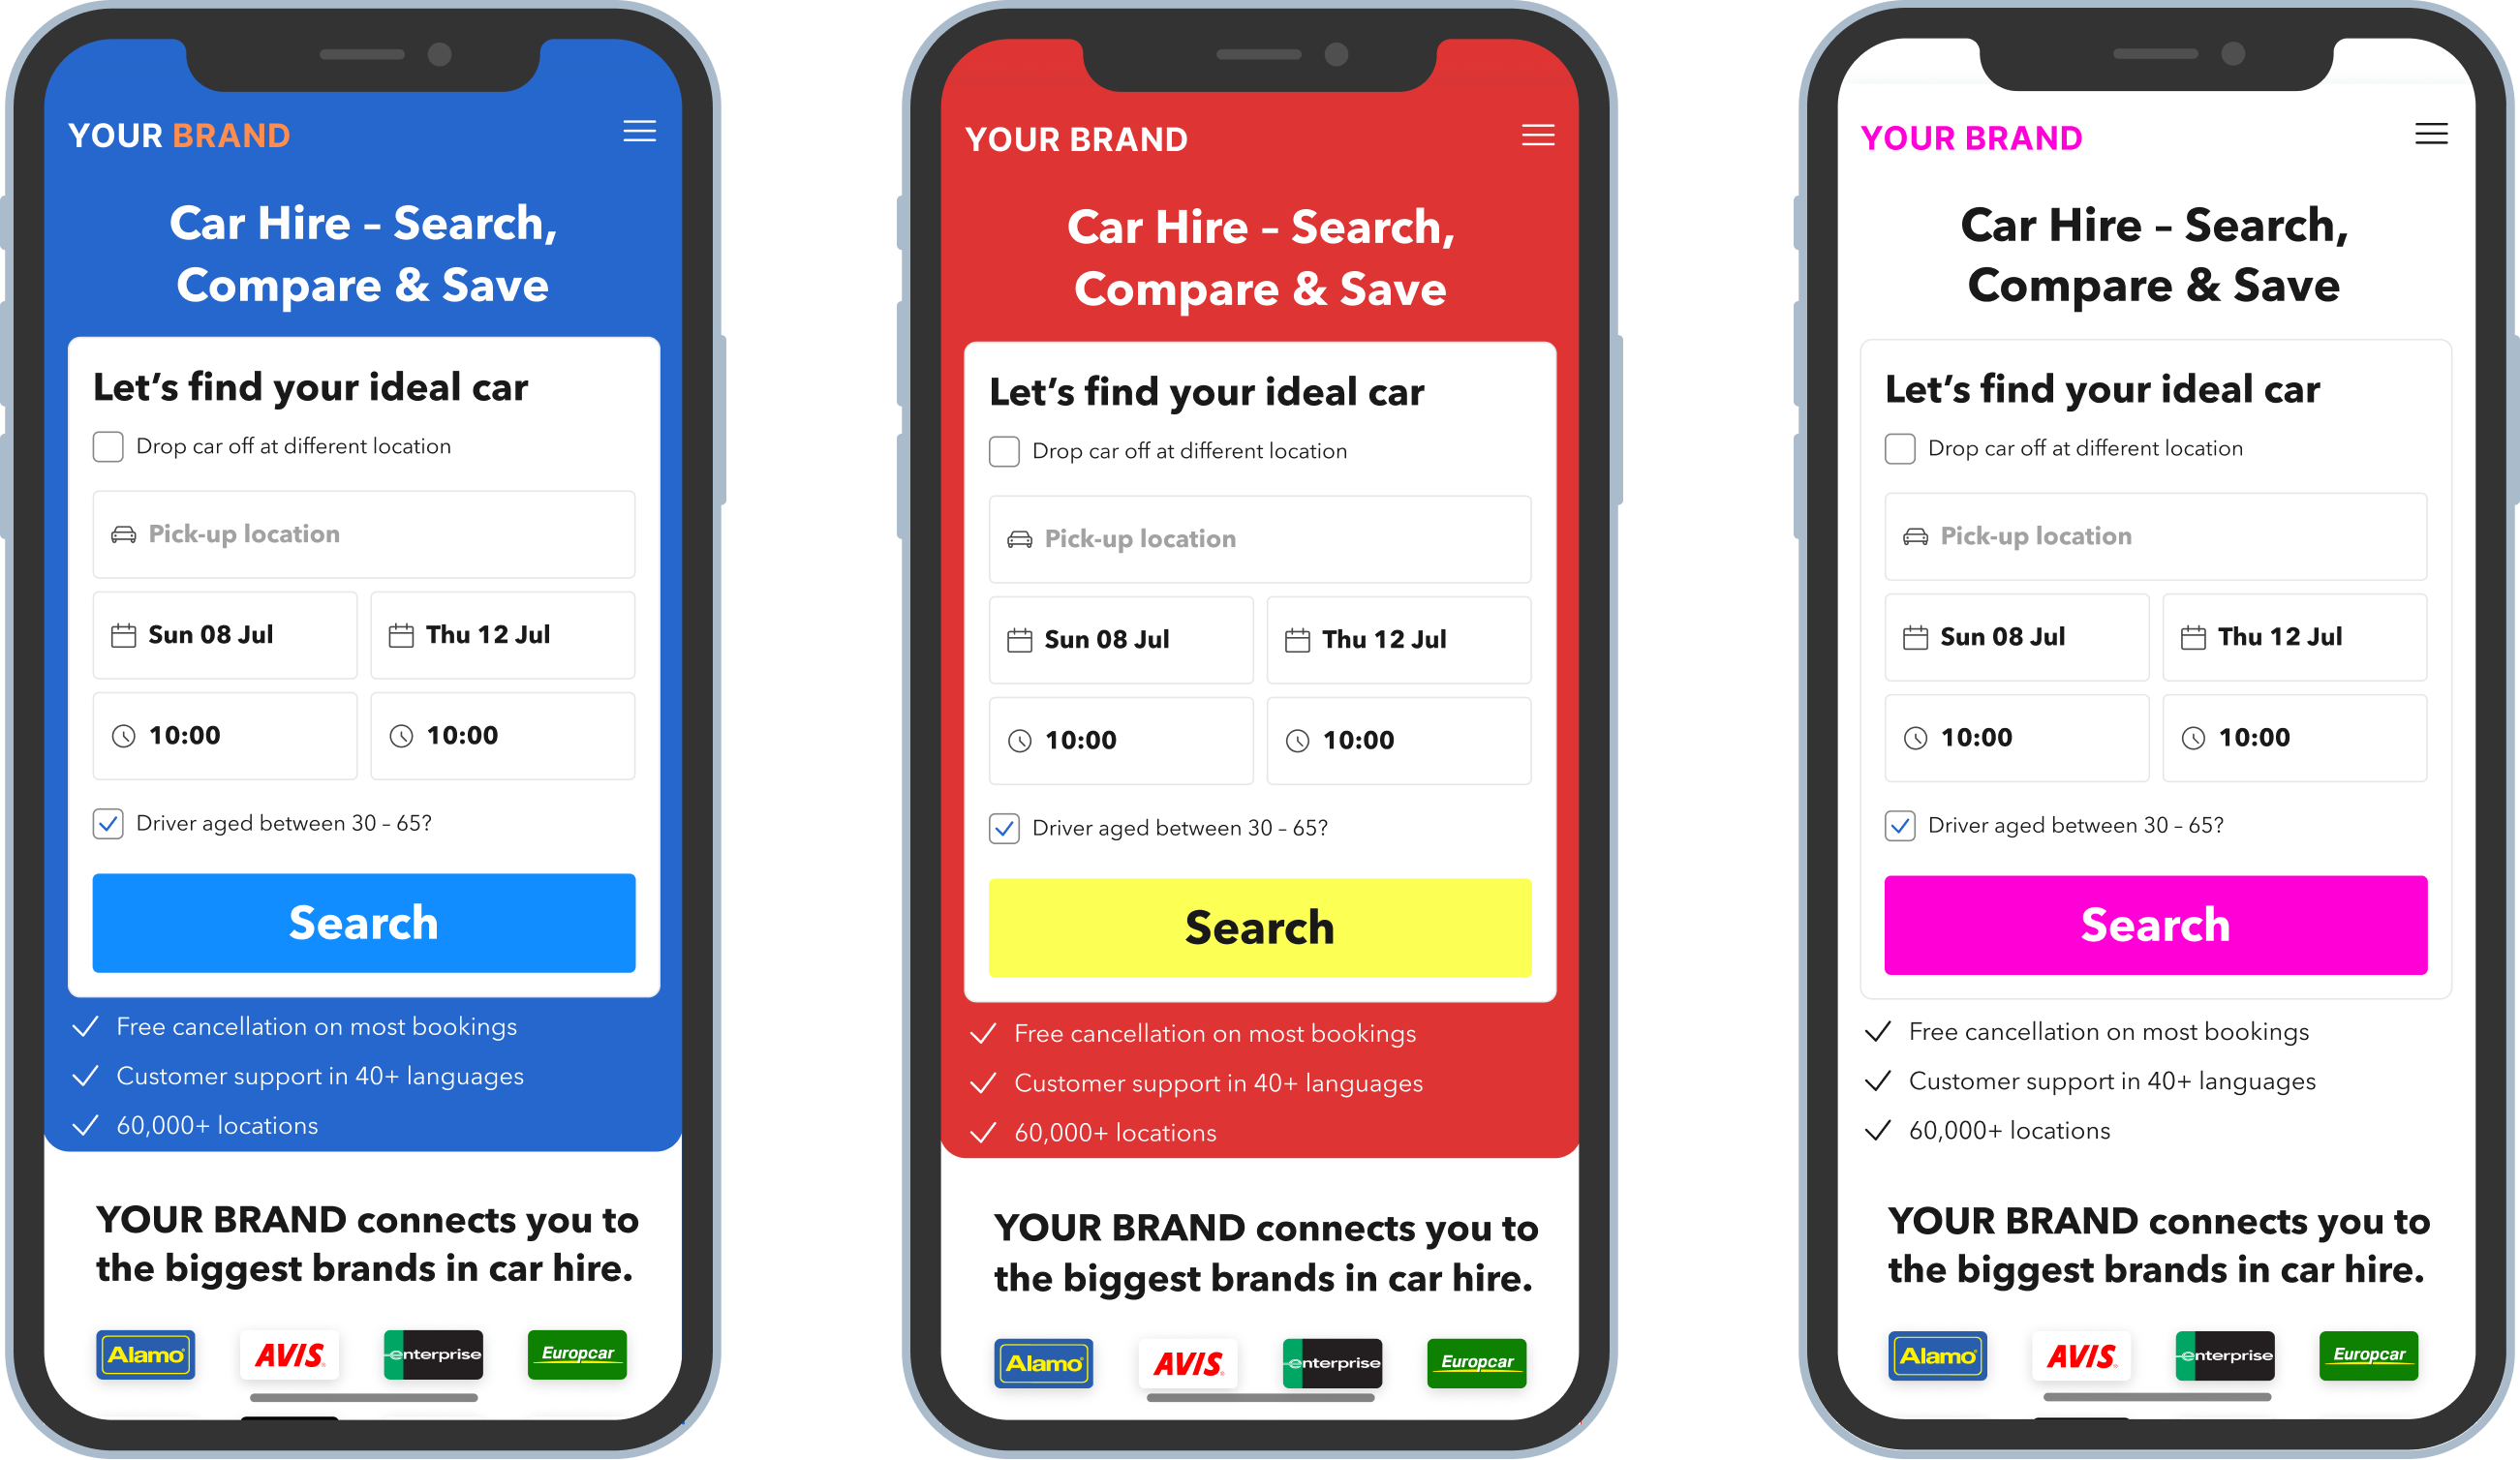 YOUR BRAND
Car Hire – Search,
Compare & Save
Let’s find your ideal car
Drop car off at different location
Pick-up location
Sun 08 Jul
Thu 12 Jul
10:00
10:00
Driver aged between 30 – 65?
Search
Free cancellation on most bookings
Customer support in 40+ languages
60,000+ locations
YOUR BRAND connects you to
the biggest brands in car hire.
Alamo
AVIS
enterprise
Europcar
YOUR BRAND
Car Hire – Search,
Compare & Save
Let’s find your ideal car
Drop car off at different location
Pick-up location
Sun 08 Jul
Thu 12 Jul
10:00
10:00
Driver aged between 30 – 65?
Search
Free cancellation on most bookings
Customer support in 40+ languages
60,000+ locations
YOUR BRAND connects you to
the biggest brands in car hire.
Alamo
AVIS
enterprise
Europcar
YOUR BRAND
Car Hire – Search,
Compare & Save
Let’s find your ideal car
Drop car off at different location
Pick-up location
Sun 08 Jul
Thu 12 Jul
10:00
10:00
Driver aged between 30 – 65?
Search
Free cancellation on most bookings
Customer support in 40+ languages
60,000+ locations
YOUR BRAND connects you to
the biggest brands in car hire.
Alamo
AVIS
enterprise
Europcar